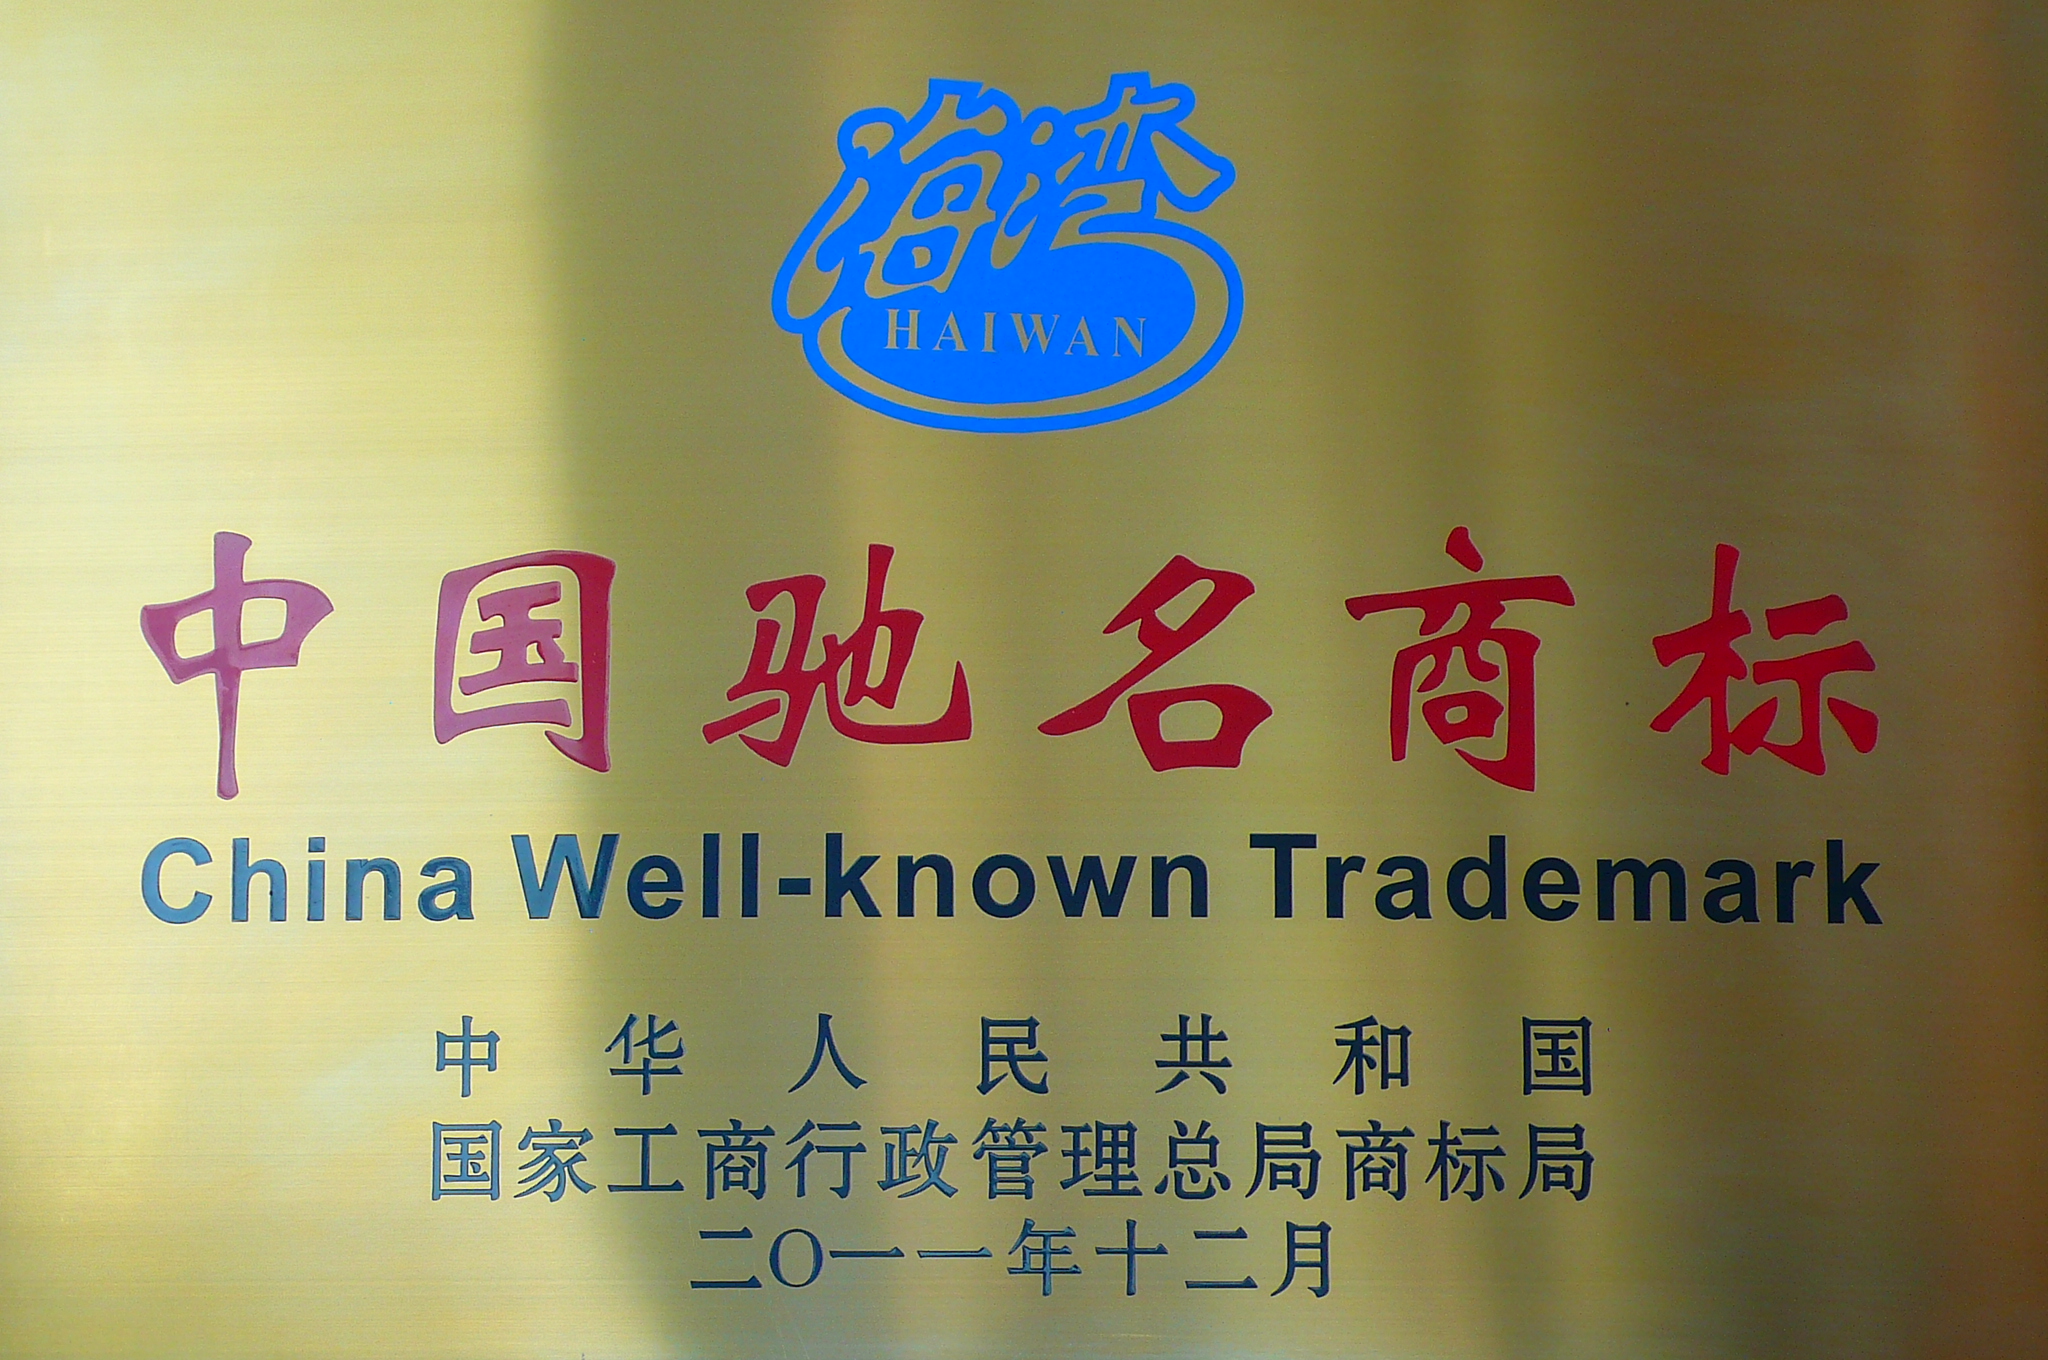 海湾
HAIWAN
中国驰名商标
China Well-known Trademark
中华人民共和国
国家工商行政管理总局商标局
二〇一一年十二月